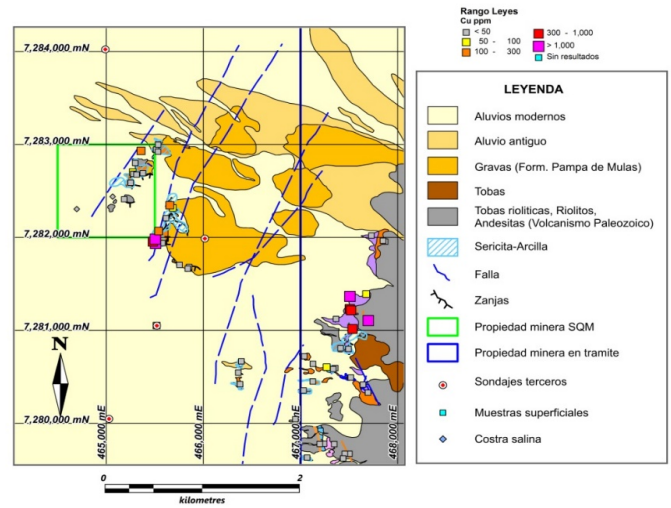 Rango Leyes
Cu ppm
< 50
50 - 100
100 - 300
300 - 1,000
> 1,000
Sin resultados
7,284,000 mN
7,283,000 mN
7,282,000 mN
7,281,000 mN
7,280,000 mN
465,000 mE
466,000 mE
467,000 mE
468,000 mE
N
0
2
kilometres
LEYENDA
Aluvios modernos
Aluvio antiguo
Gravas (Form. Pampa de Mulas)
Tobas
Tobas rioliticas, Riolitos,
Andesitas (Volcanismo Paleozoico)
Sericita-Arcilla
Falla
Zanjas
Propiedad minera SQM
Propiedad minera en tramite
Sondajes terceros
Muestras superficiales
Costra salina